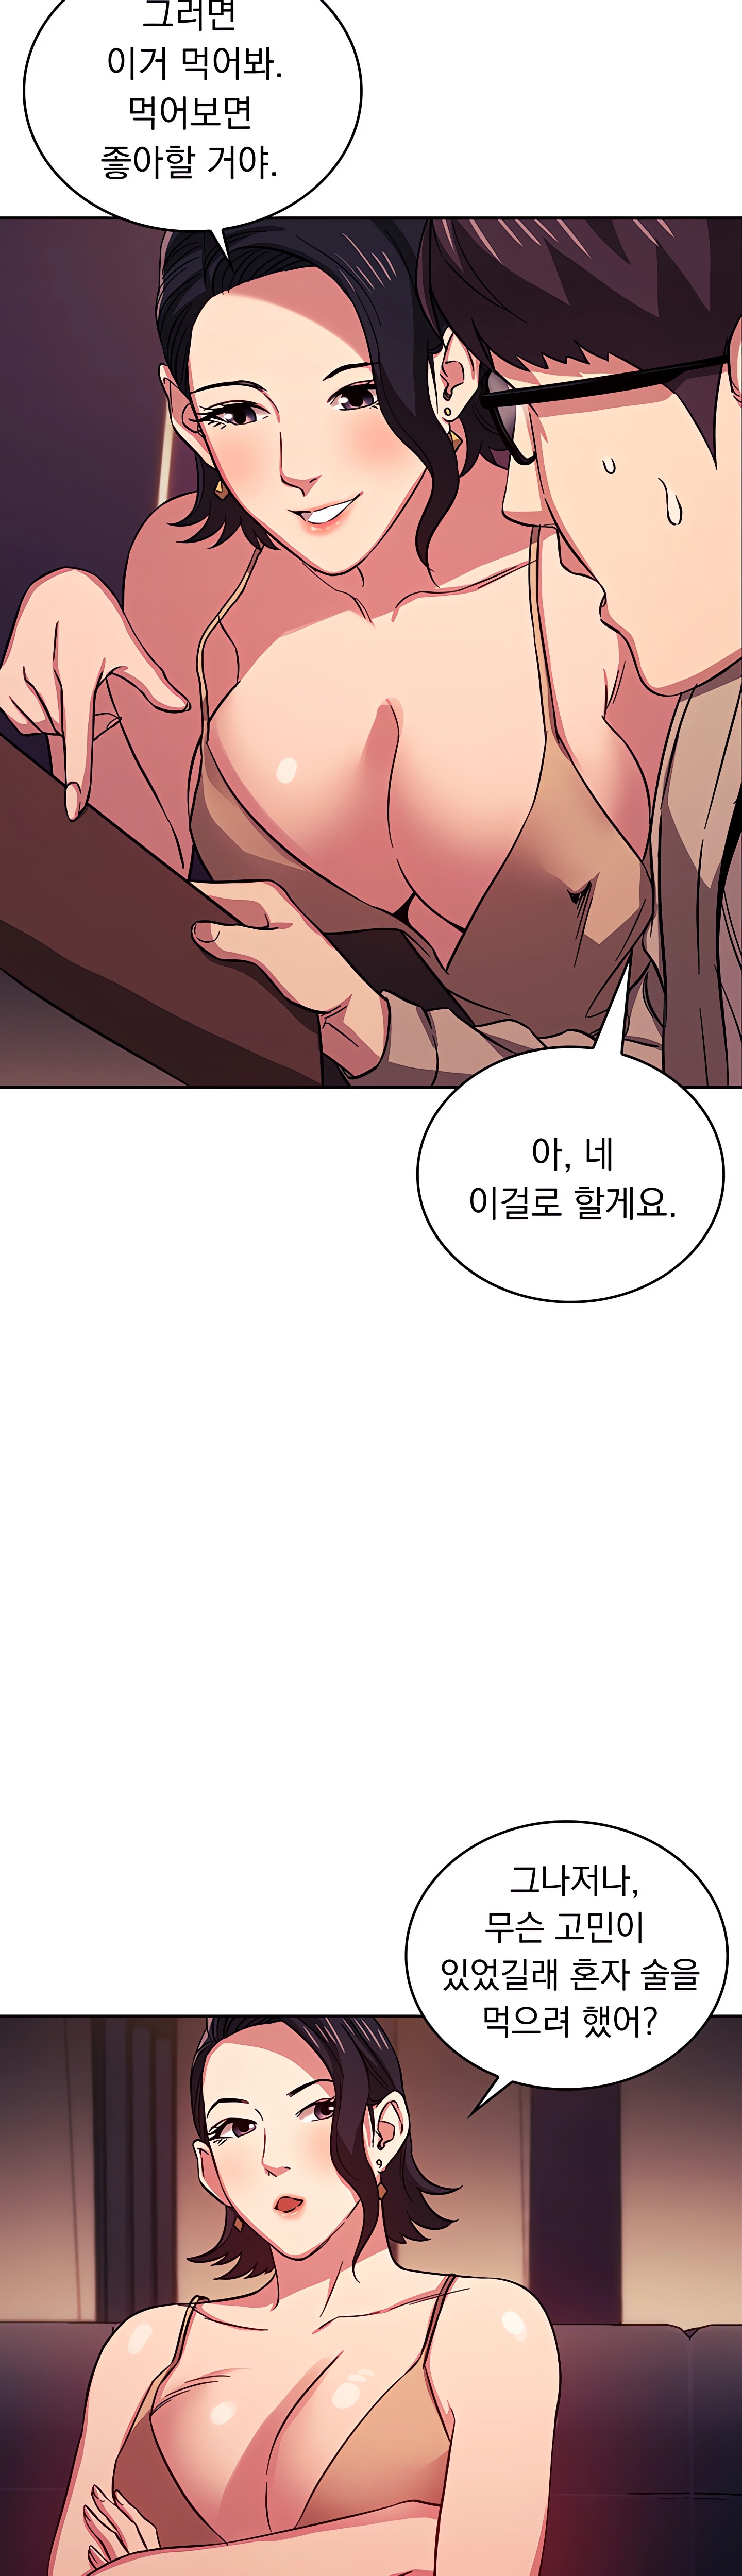 그러면
이거 먹어봐.
먹어보면
좋아할 거야.
아, 네
이걸로 할게요.
그나저나,
무슨 고민이
있었길래 혼자 술을
먹으려 했어?